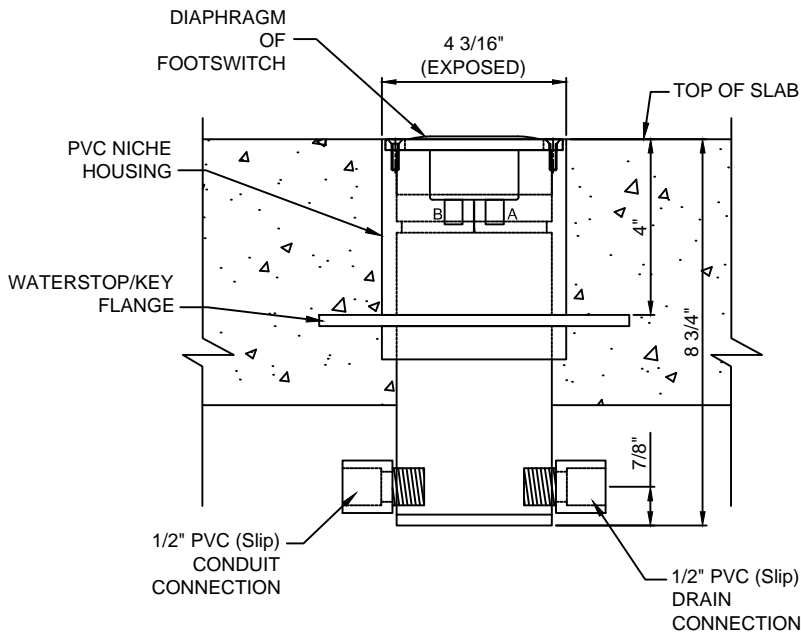 DIAPHRAGM
OF
FOOTSWITCH
4 3/16"
(EXPOSED)
TOP OF SLAB
PVC NICHE
HOUSING
B
A
4"
WATERSTOP/KEY
FLANGE
8 3/4"
7/8"
1/2" PVC (Slip)
CONDUIT
CONNECTION
1/2" PVC (Slip)
DRAIN
CONNECTION